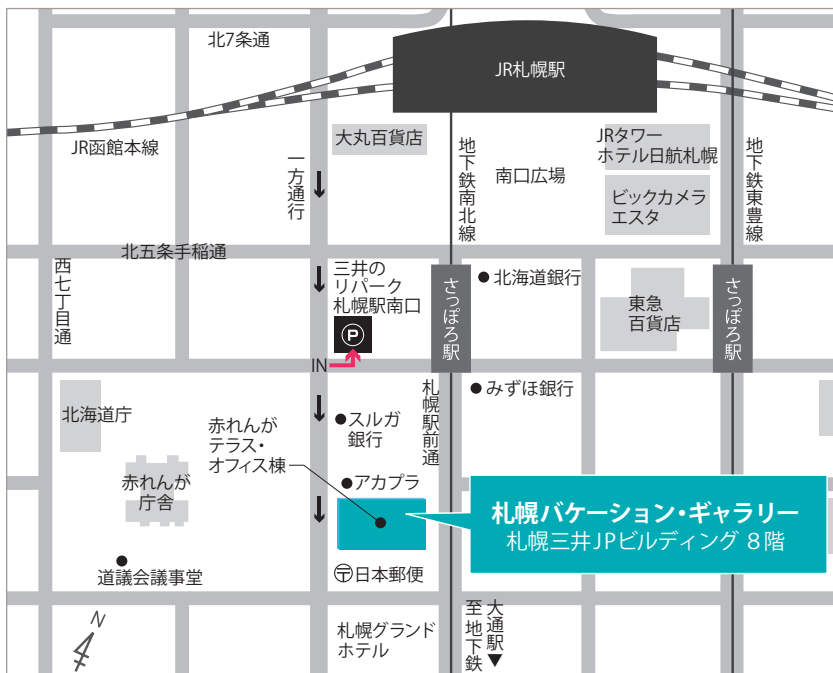 北7条通
JR札幌駅
JR函館本線
大丸百貨店
JRタワー
ホテル日航札幌
一方通行
地下鉄南北線
南口広場
ビックカメラ
エスタ
地下鉄東豊線
北五条手稲通
西七丁目通
三井の
リパーク
札幌駅南口
P
IN
さっぽろ駅
北海道銀行
東急
百貨店
さっぽろ駅
みずほ銀行
札幌駅前通
北海道庁
赤れんが
テラス・
オフィス棟
スルガ
銀行
アカプラ
赤れんが
庁舎
札幌バケーション・ギャラリー
札幌三井JPビルディング 8階
道議会議事堂
〒日本郵便
N
札幌グランド
ホテル
至 地下鉄
大通駅▼